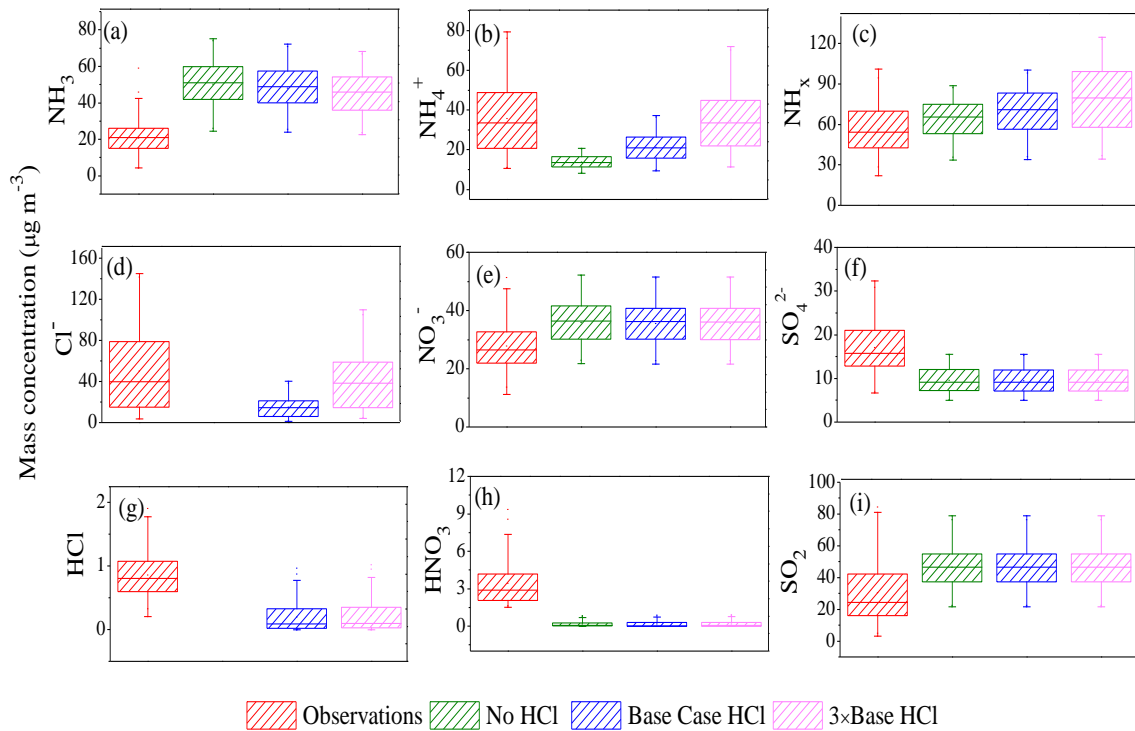 Mass concentration (µg m⁻³)
(a)
NH₃
80
60
40
20
0
(b)
NH₄⁺
80
60
40
20
0
(c)
NHₓ
120
90
60
30
0
(d)
Cl⁻
160
120
80
40
0
(e)
NO₃⁻
60
40
20
0
(f)
SO₄²⁻
40
30
20
10
0
(g)
HCl
2
1
0
(h)
HNO₃
12
9
6
3
0
(i)
SO₂
100
80
60
40
20
0
Observations No HCl Base Case HCl 3×Base HCl